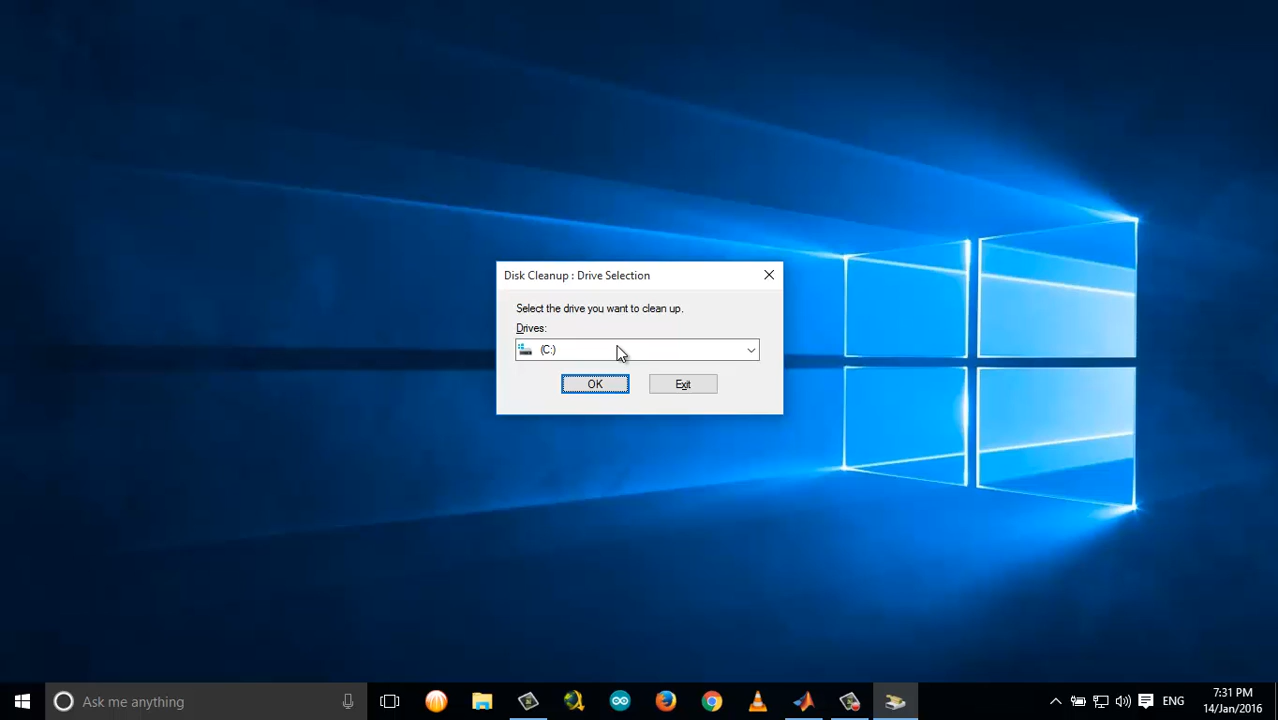 Disk Cleanup : Drive Selection
Select the drive you want to clean up.
Drives:
(C:)
OK
Exit
Ask me anything
ENG
7:31 PM
14/Jan/2016